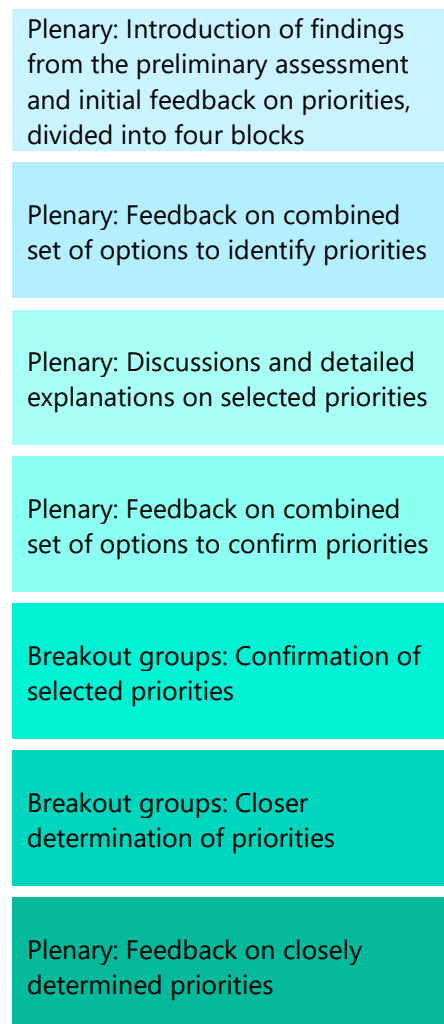 Plenary: Introduction of findings
from the preliminary assessment
and initial feedback on priorities,
divided into four blocks
Plenary: Feedback on combined
set of options to identify priorities
Plenary: Discussions and detailed
explanations on selected priorities
Plenary: Feedback on combined
set of options to confirm priorities
Breakout groups: Confirmation of
selected priorities
Breakout groups: Closer
determination of priorities
Plenary: Feedback on closely
determined priorities